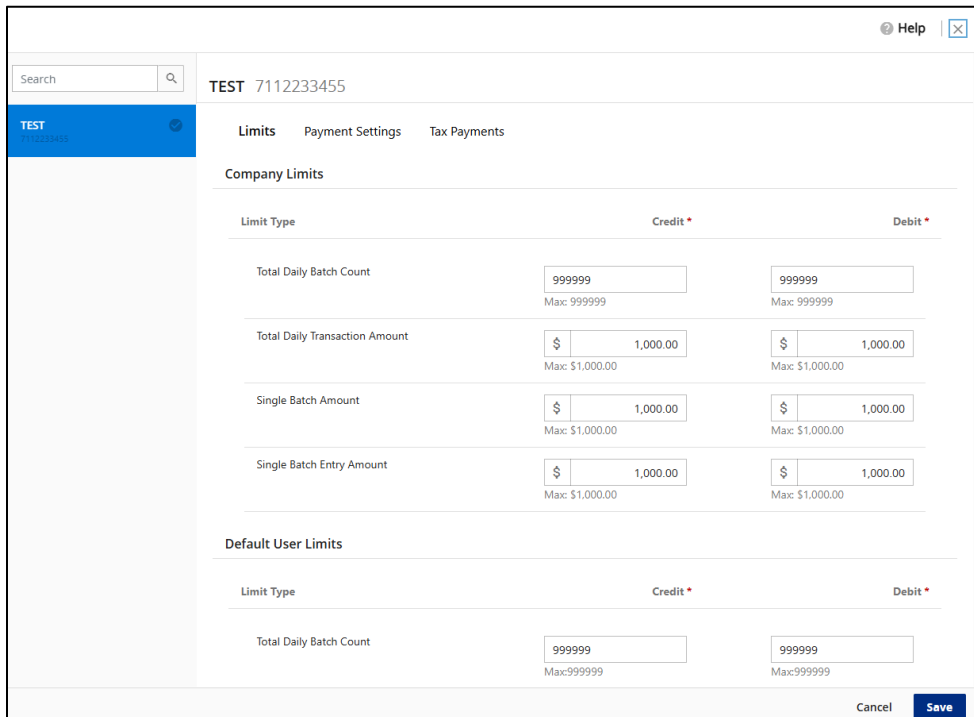 Help
Search
TEST 7112233455
TEST
7112233455
Limits Payment Settings Tax Payments
Company Limits
Limit Type Credit * Debit *
Total Daily Batch Count 999999 999999
Max: 999999 Max: 999999
Total Daily Transaction Amount $ 1,000.00 $ 1,000.00
Max: $1,000.00 Max: $1,000.00
Single Batch Amount $ 1,000.00 $ 1,000.00
Max: $1,000.00 Max: $1,000.00
Single Batch Entry Amount $ 1,000.00 $ 1,000.00
Max: $1,000.00 Max: $1,000.00
Default User Limits
Limit Type Credit * Debit *
Total Daily Batch Count 999999 999999
Max:999999 Max:999999
Cancel Save